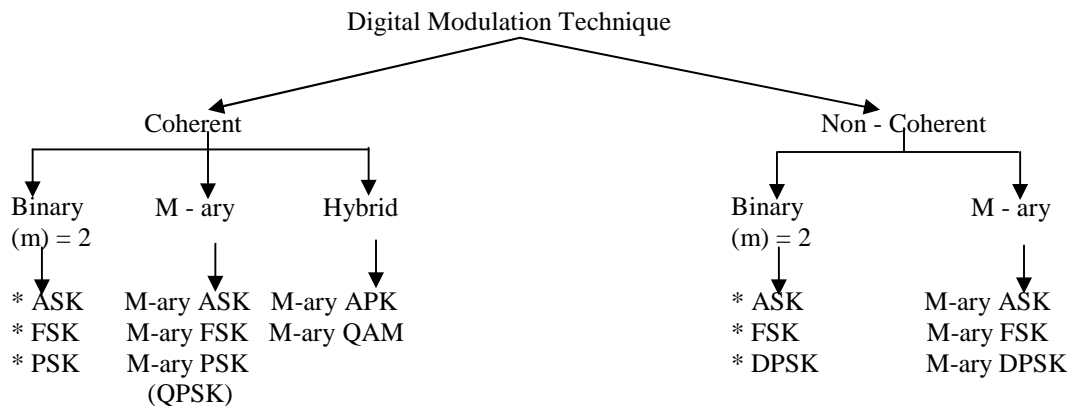 Digital Modulation Technique
Coherent
Non - Coherent
Binary
(m) = 2
M - ary
Hybrid
Binary
(m) = 2
M - ary
* ASK
* FSK
* PSK
M-ary ASK
M-ary FSK
M-ary PSK
(QPSK)
M-ary APK
M-ary QAM
* ASK
* FSK
* DPSK
M-ary ASK
M-ary FSK
M-ary DPSK